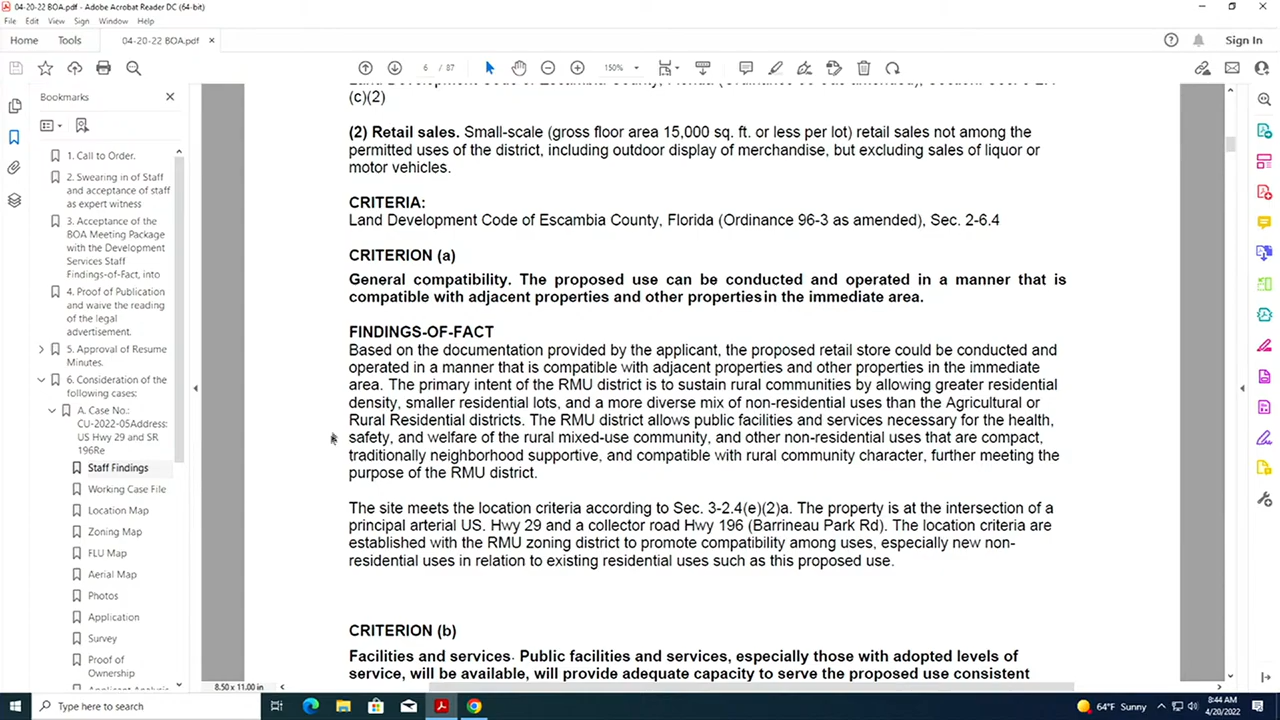 04-20-22 BOA.pdf - Adobe Acrobat Reader DC (64-bit)
File Edit View Sign Window Help
Home Tools 04-20-22 BOA.pdf × Sign In
6 / 87 150%
Bookmarks
1. Call to Order.
2. Swearing in of Staff
and acceptance of staff
as expert witness
3. Acceptance of the
BOA Meeting Package
with the Development
Services Staff
Findings-of-Fact, into
4. Proof of Publication
and waive the reading
of the legal
advertisement.
5. Approval of Resume
Minutes.
6. Consideration of the
following cases:
A. Case No.:
CU-2022-05Address:
US Hwy 29 and SR
196Re
Staff Findings
Working Case File
Location Map
Zoning Map
FLU Map
Aerial Map
Photos
Application
Survey
Proof of
Ownership
Applicant Analysis
(c)(2)
(2) Retail sales. Small-scale (gross floor area 15,000 sq. ft. or less per lot) retail sales not among the
permitted uses of the district, including outdoor display of merchandise, but excluding sales of liquor or
motor vehicles.
CRITERIA:
Land Development Code of Escambia County, Florida (Ordinance 96-3 as amended), Sec. 2-6.4
CRITERION (a)
General compatibility. The proposed use can be conducted and operated in a manner that is
compatible with adjacent properties and other properties in the immediate area.
FINDINGS-OF-FACT
Based on the documentation provided by the applicant, the proposed retail store could be conducted and
operated in a manner that is compatible with adjacent properties and other properties in the immediate
area. The primary intent of the RMU district is to sustain rural communities by allowing greater residential
density, smaller residential lots, and a more diverse mix of non-residential uses than the Agricultural or
Rural Residential districts. The RMU district allows public facilities and services necessary for the health,
safety, and welfare of the rural mixed-use community, and other non-residential uses that are compact,
traditionally neighborhood supportive, and compatible with rural community character, further meeting the
purpose of the RMU district.
The site meets the location criteria according to Sec. 3-2.4(e)(2)a. The property is at the intersection of a
principal arterial US. Hwy 29 and a collector road Hwy 196 (Barrineau Park Rd). The location criteria are
established with the RMU zoning district to promote compatibility among uses, especially new non-
residential uses in relation to existing residential uses such as this proposed use.
CRITERION (b)
Facilities and services. Public facilities and services, especially those with adopted levels of
service, will be available, will provide adequate capacity to serve the proposed use consistent
8.50 x 11.00 in
Type here to search
64°F Sunny
8:44 AM
4/20/2022